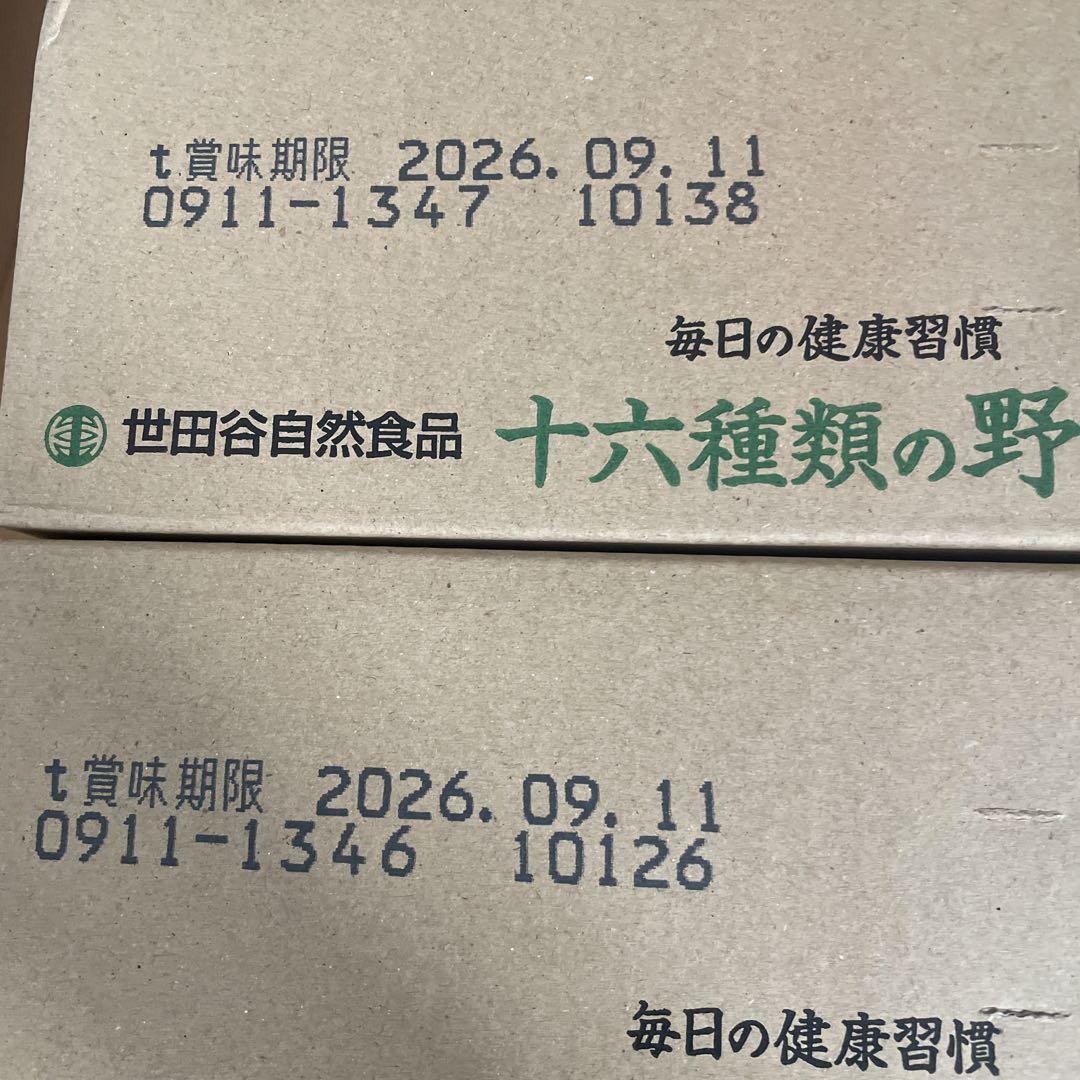 t賞味期限 2026.09.11
0911-1347 10138
毎日の健康習慣
世田谷自然食品 十六種類の野
t賞味期限 2026.09.11
0911-1346 10126
毎日の健康習慣